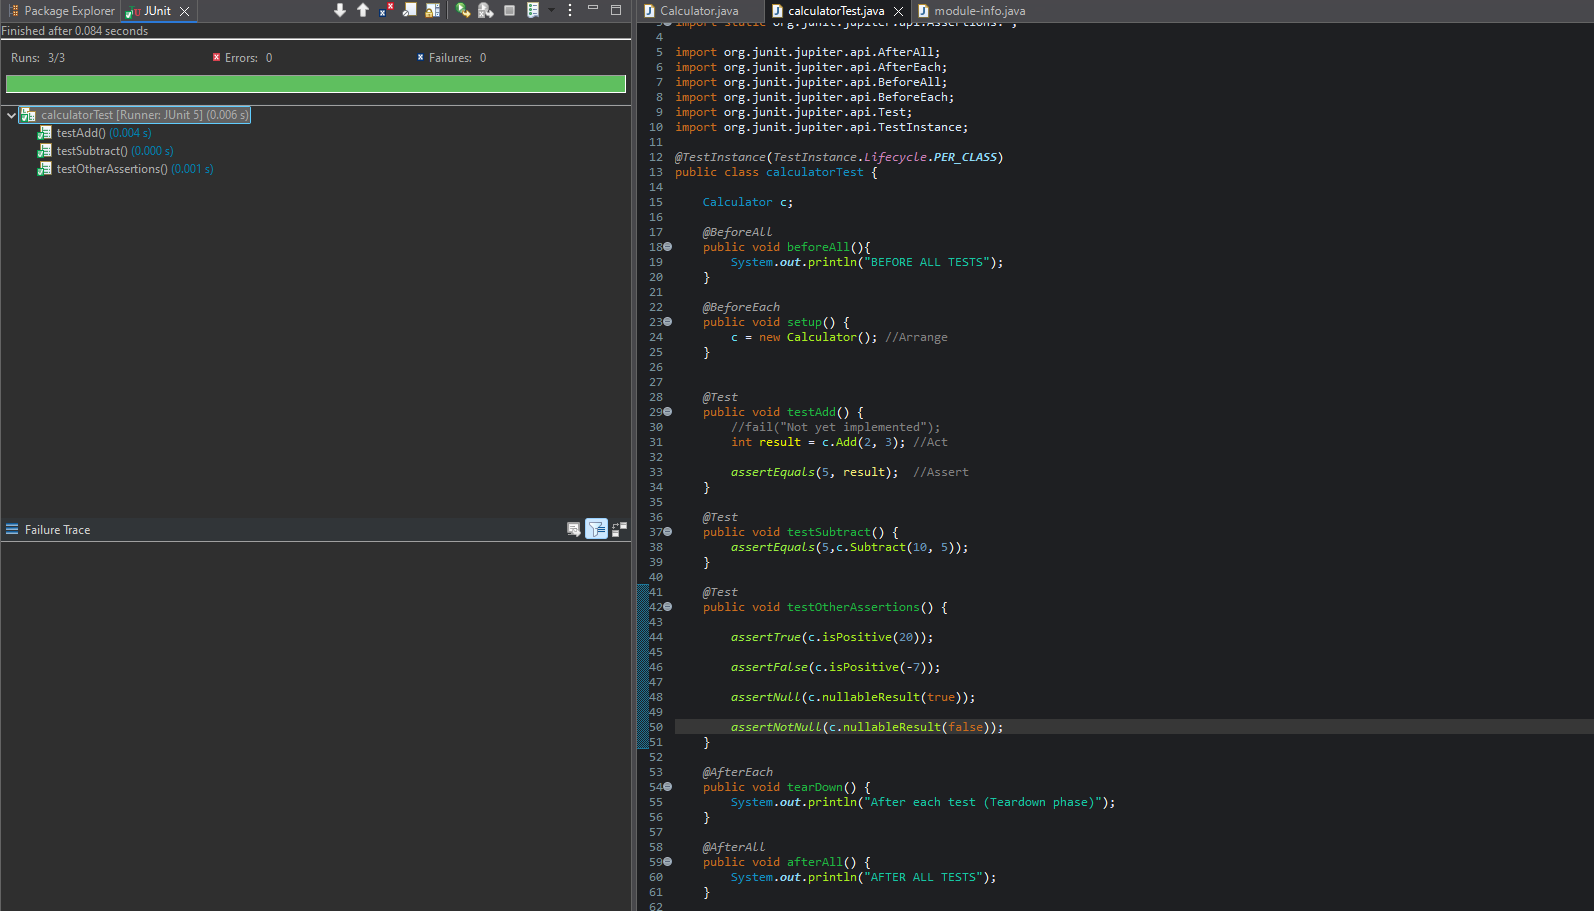 Package Explorer
JUnit
Finished after 0.084 seconds
Runs: 3/3
Errors: 0
Failures: 0
calculatorTest [Runner: JUnit 5] (0.006 s)
testAdd() (0.004 s)
testSubtract() (0.000 s)
testOtherAssertions() (0.001 s)
Failure Trace
Calculator.java
calculatorTest.java
module-info.java
4
5 import org.junit.jupiter.api.AfterAll;
6 import org.junit.jupiter.api.AfterEach;
7 import org.junit.jupiter.api.BeforeAll;
8 import org.junit.jupiter.api.BeforeEach;
9 import org.junit.jupiter.api.Test;
10 import org.junit.jupiter.api.TestInstance;
11
12 @TestInstance(TestInstance.Lifecycle.PER_CLASS)
13 public class calculatorTest {
14
15 Calculator c;
16
17 @BeforeAll
18 public void beforeAll(){
19 System.out.println("BEFORE ALL TESTS");
20 }
21
22 @BeforeEach
23 public void setup() {
24 c = new Calculator(); //Arrange
25 }
26
27
28 @Test
29 public void testAdd() {
30 //fail("Not yet implemented");
31 int result = c.Add(2, 3); //Act
32
33 assertEquals(5, result); //Assert
34 }
35
36 @Test
37 public void testSubtract() {
38 assertEquals(5,c.Subtract(10, 5));
39 }
40
41 @Test
42 public void testOtherAssertions() {
43
44 assertTrue(c.isPositive(20));
45
46 assertFalse(c.isPositive(-7));
47
48 assertNull(c.nullableResult(true));
49
50 assertNotNull(c.nullableResult(false));
51 }
52
53 @AfterEach
54 public void tearDown() {
55 System.out.println("After each test (Teardown phase)");
56 }
57
58 @AfterAll
59 public void afterAll() {
60 System.out.println("AFTER ALL TESTS");
61 }
62